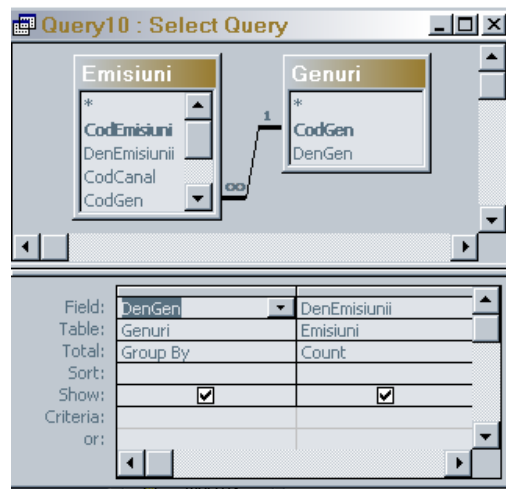 Query10 : Select Query
Emisiuni
*
CodEmisiuni
DenEmisiunii
CodCanal
CodGen
Genuri
*
CodGen
DenGen
1
∞
Field: DenGen DenEmisiunii
Table: Genuri Emisiuni
Total: Group By Count
Sort:
Show:
Criteria:
or: